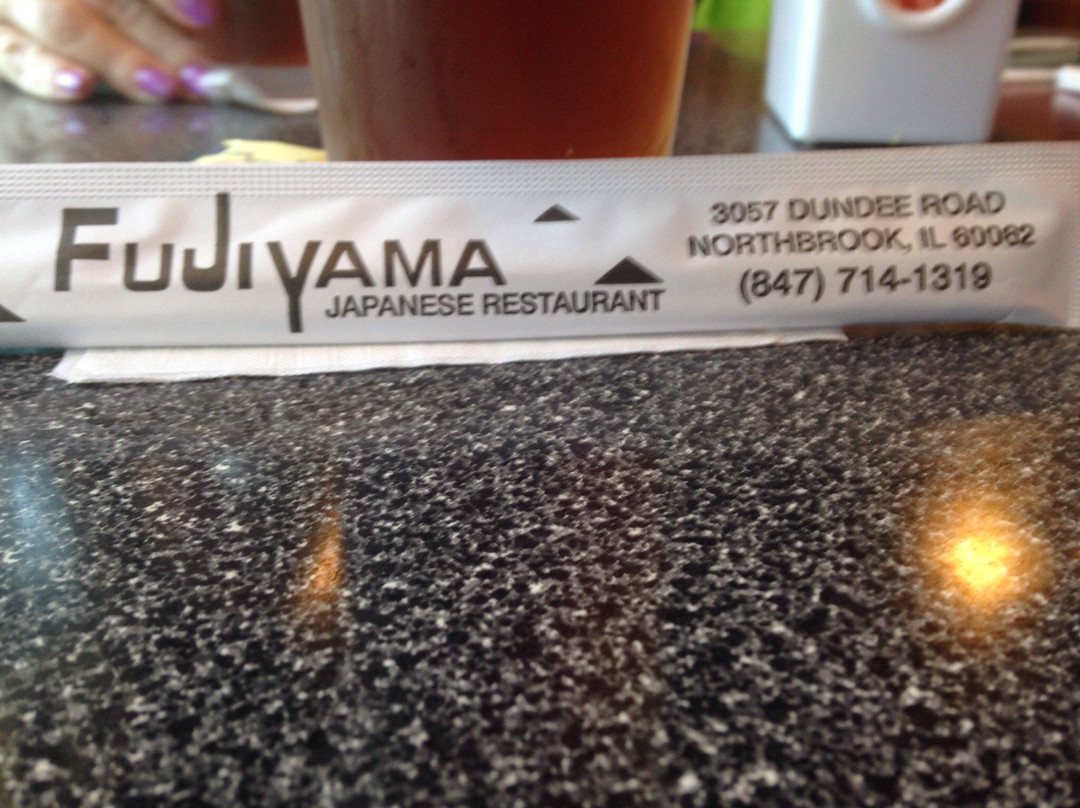 FUJIYAMA
JAPANESE RESTAURANT
3057 DUNDEE ROAD
NORTHBROOK, IL 60062
(847) 714-1319